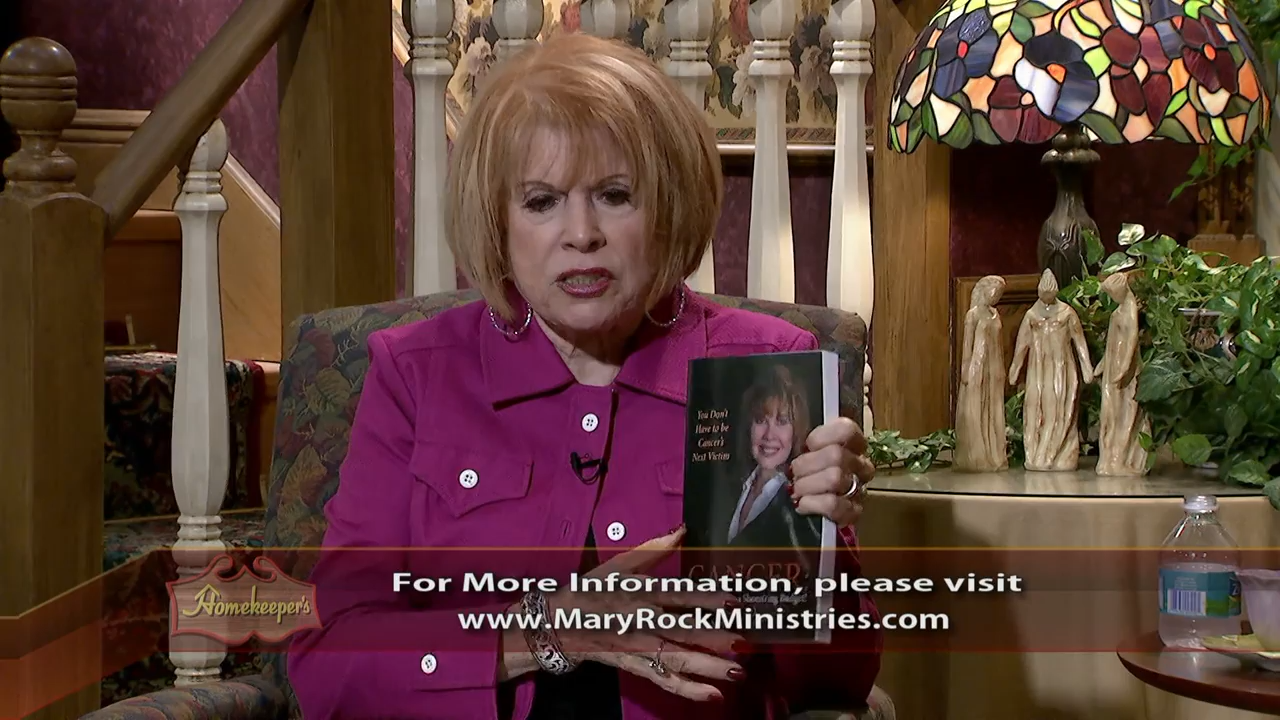 You Don't
Have to be
Cancer's
Next Victim
CANCER
For More Information, please visit
www.MaryRockMinistries.com
Homekeeper's